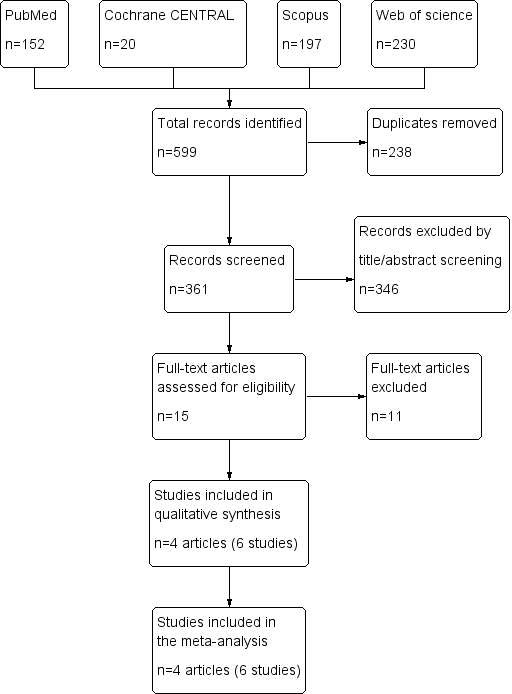 PubMed
n=152
Cochrane CENTRAL
n=20
Scopus
n=197
Web of science
n=230
Total records identified
n=599
Duplicates removed
n=238
Records screened
n=361
Records excluded by
title/abstract screening
n=346
Full-text articles
assessed for eligibility
n=15
Full-text articles
excluded
n=11
Studies included in
qualitative synthesis
n=4 articles (6 studies)
Studies included in
the meta-analysis
n=4 articles (6 studies)